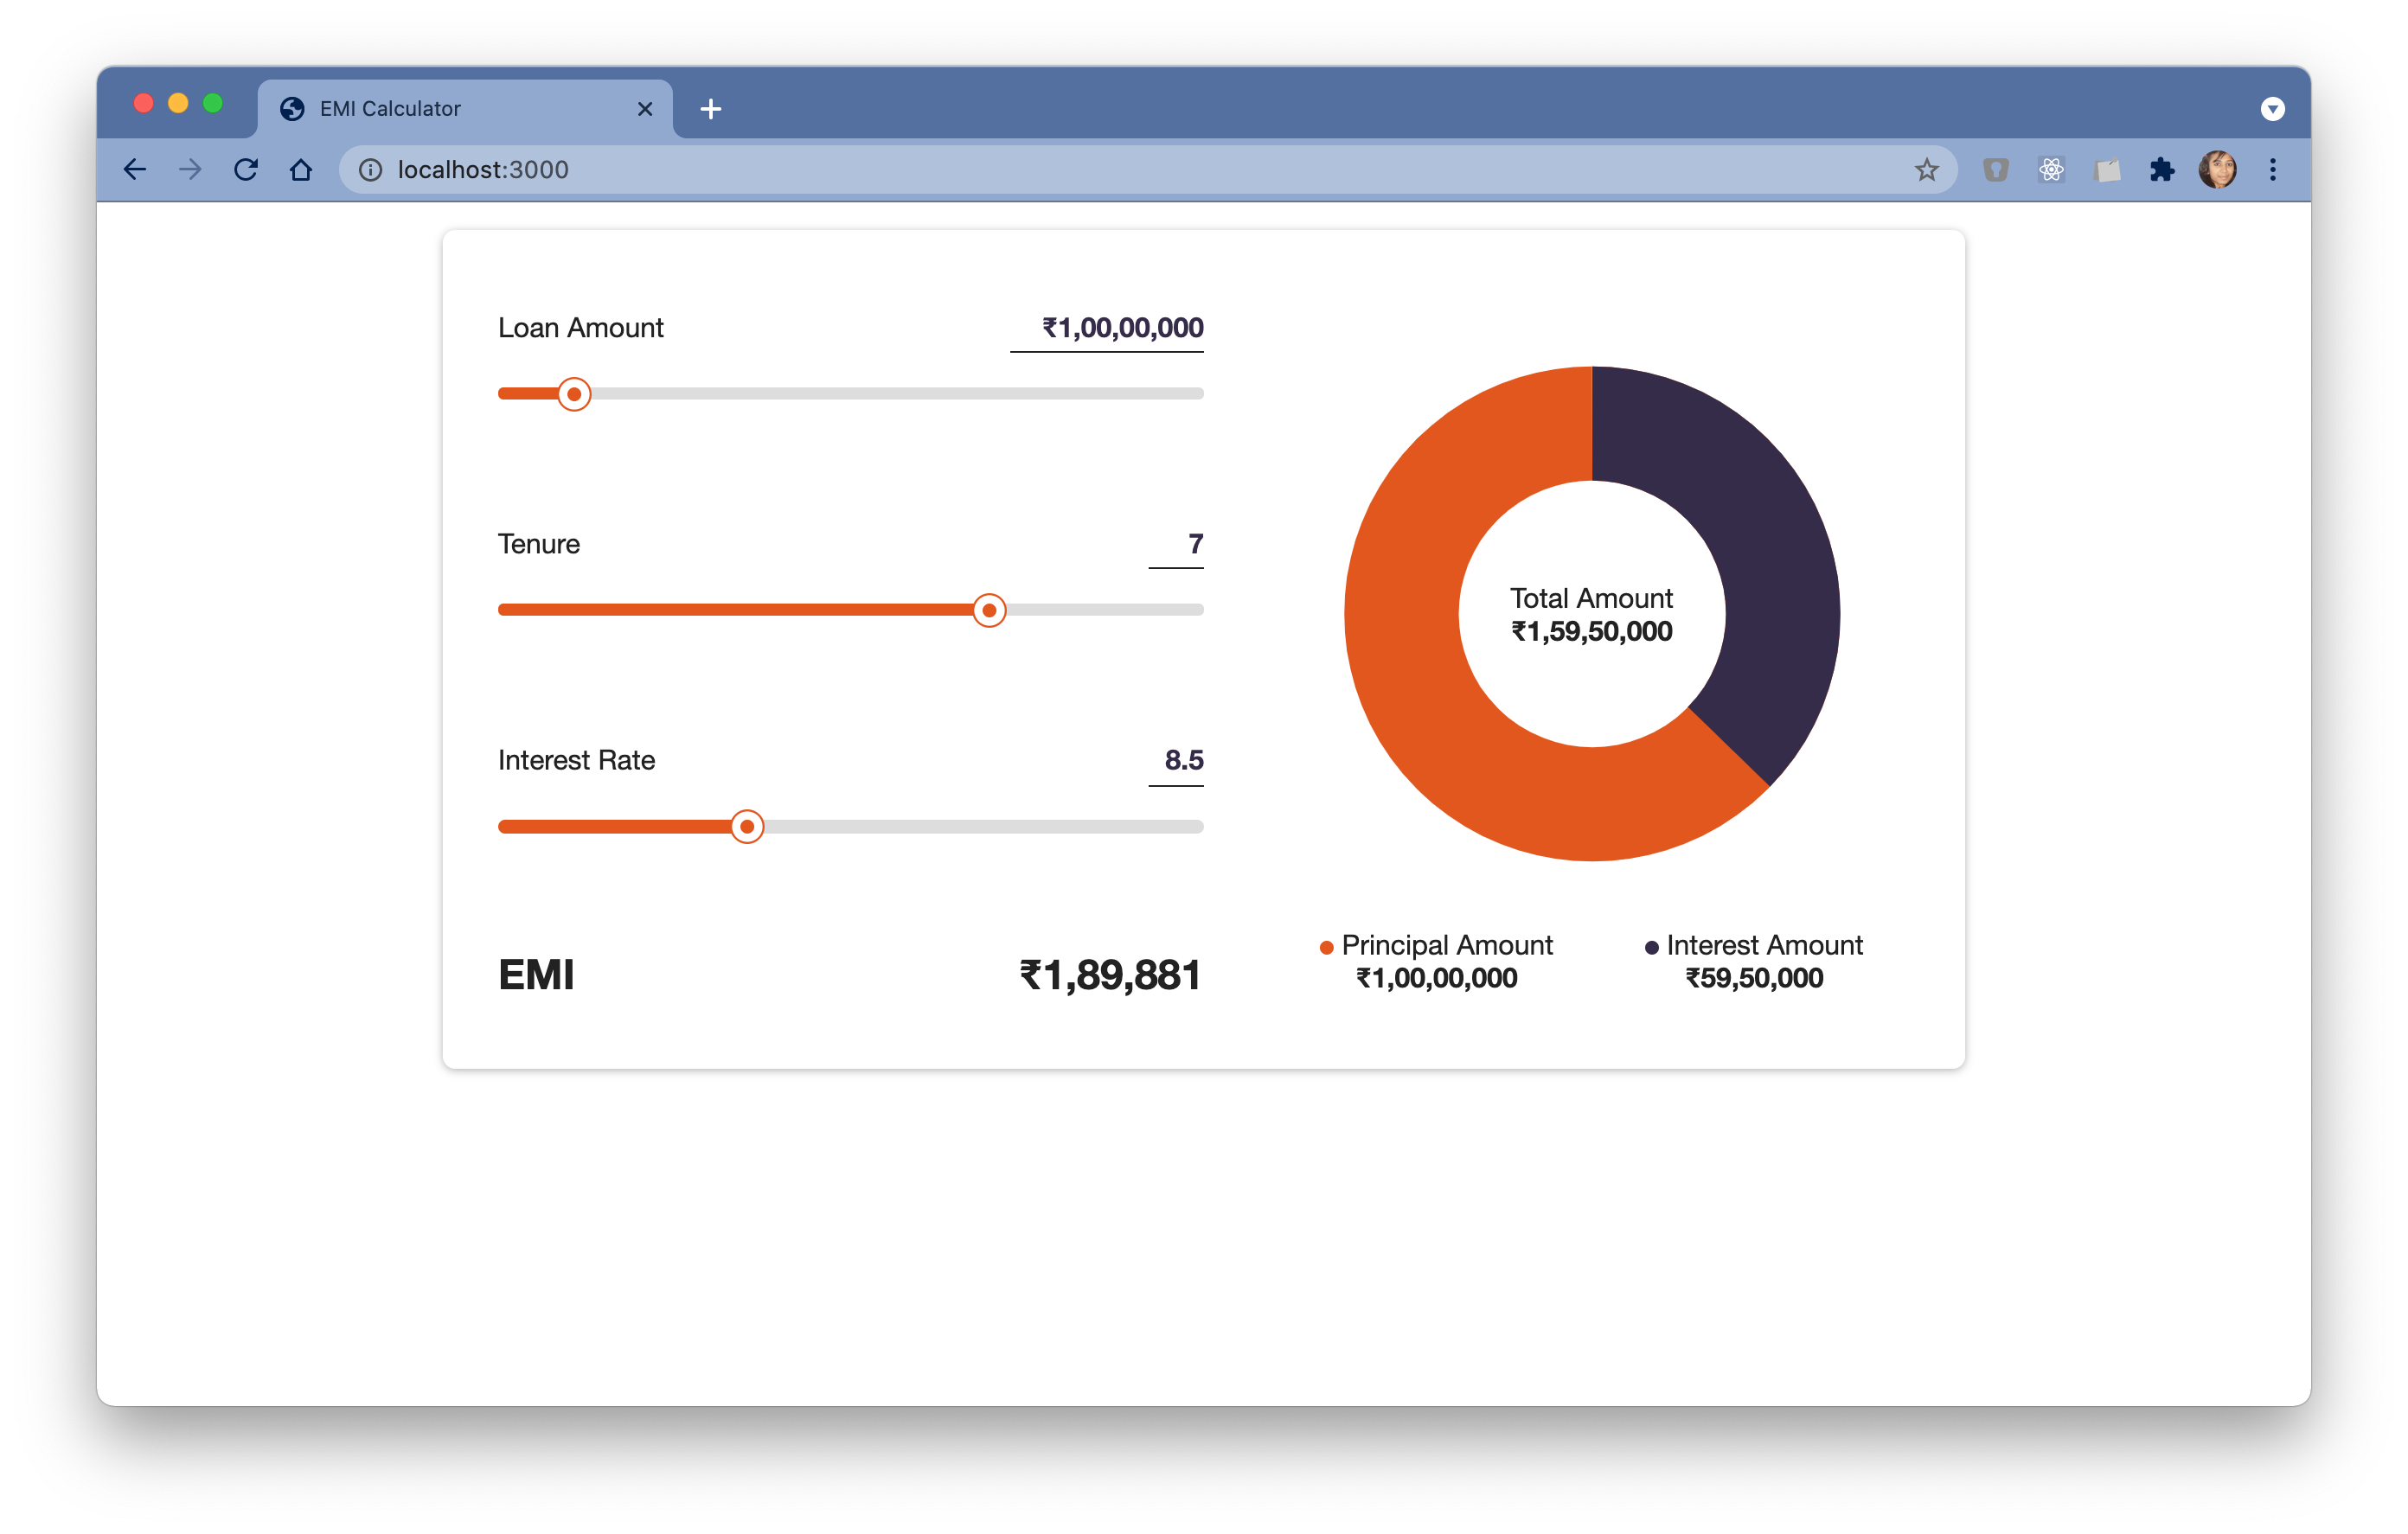 EMI Calculator
localhost:3000
Loan Amount ₹1,00,00,000
Tenure 7
Interest Rate 8.5
EMI ₹1,89,881
Total Amount
₹1,59,50,000
Principal Amount
₹1,00,00,000
Interest Amount
₹59,50,000